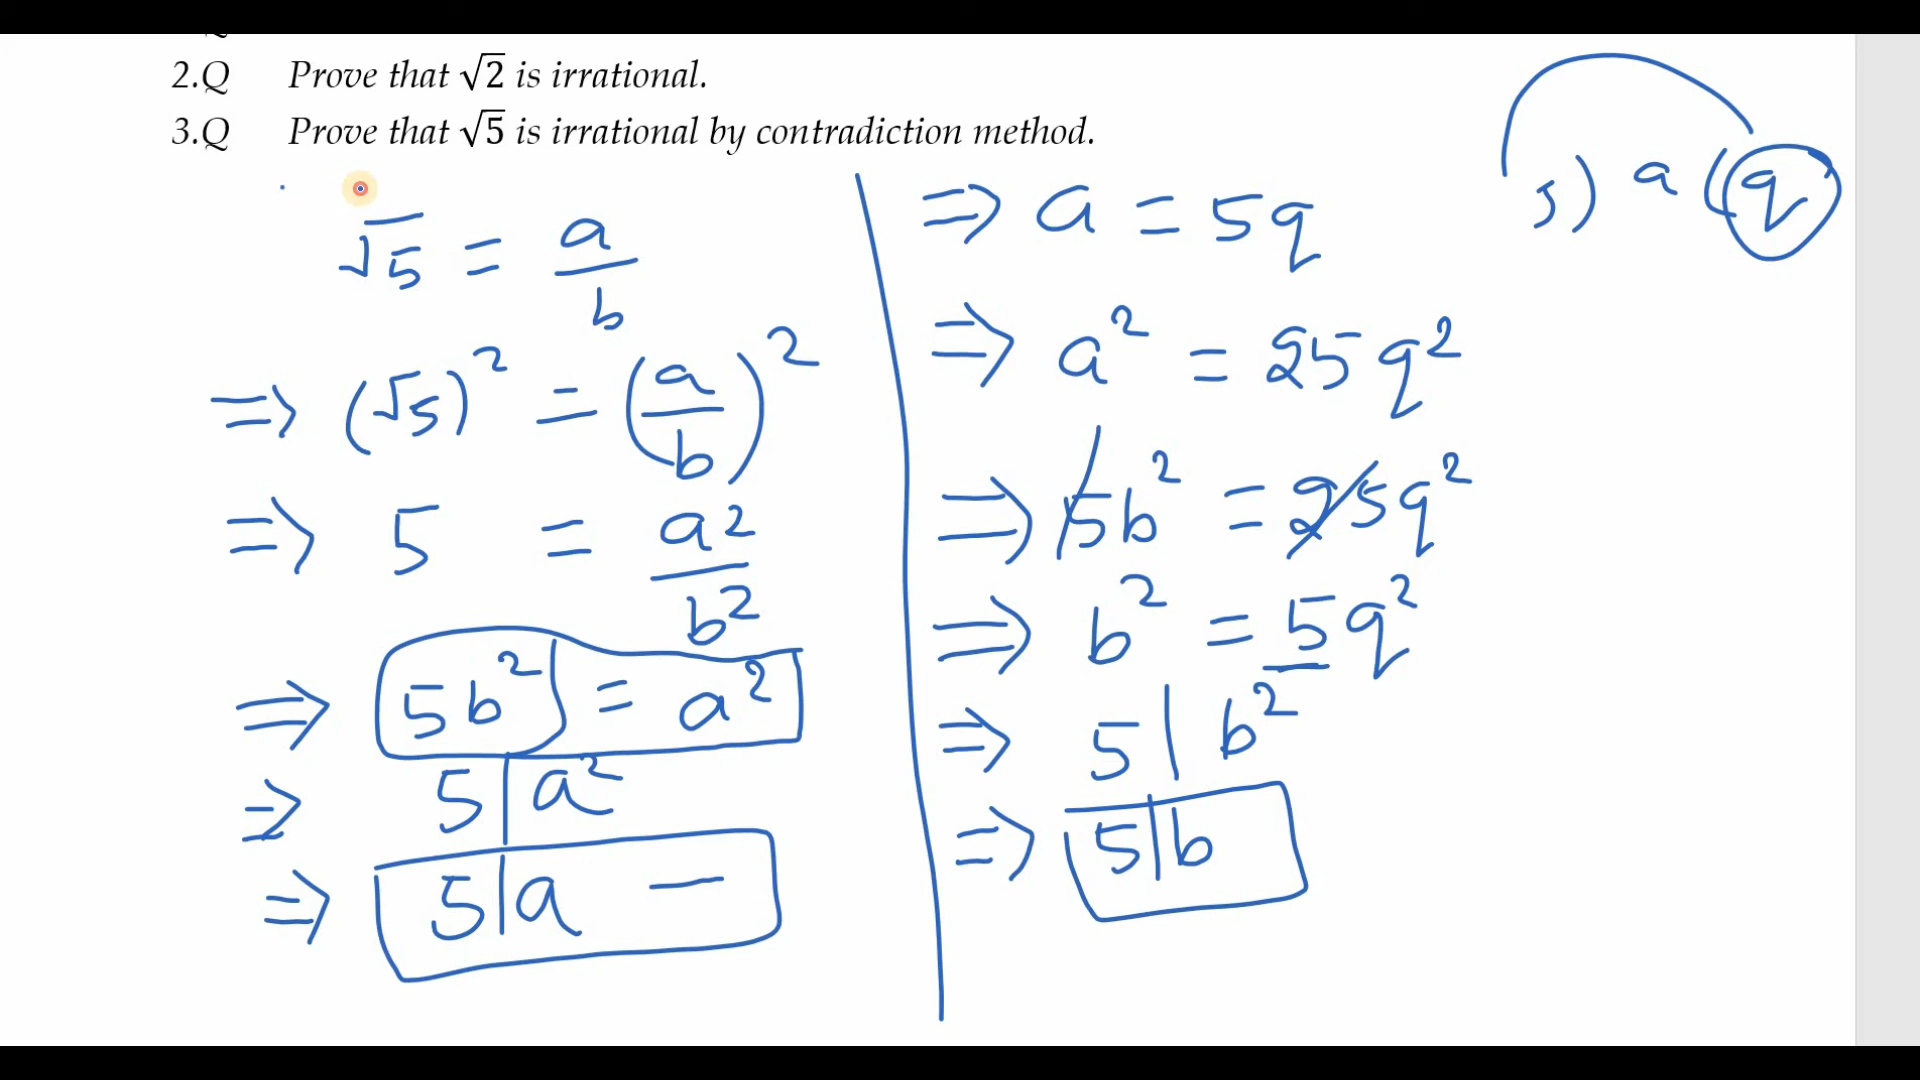 2.Q Prove that √2 is irrational.
3.Q Prove that √5 is irrational by contradiction method.
√5 = a/b
⇒ (√5)² = (a/b)²
⇒ 5 = a²/b²
⇒ 5b² = a²
⇒ 5|a²
⇒ 5|a —
⇒ a = 5q
⇒ a² = 25q²
⇒ 5b² = 25q²
⇒ b² = 5q²
⇒ 5|b²
⇒ 5|b
5) a (q